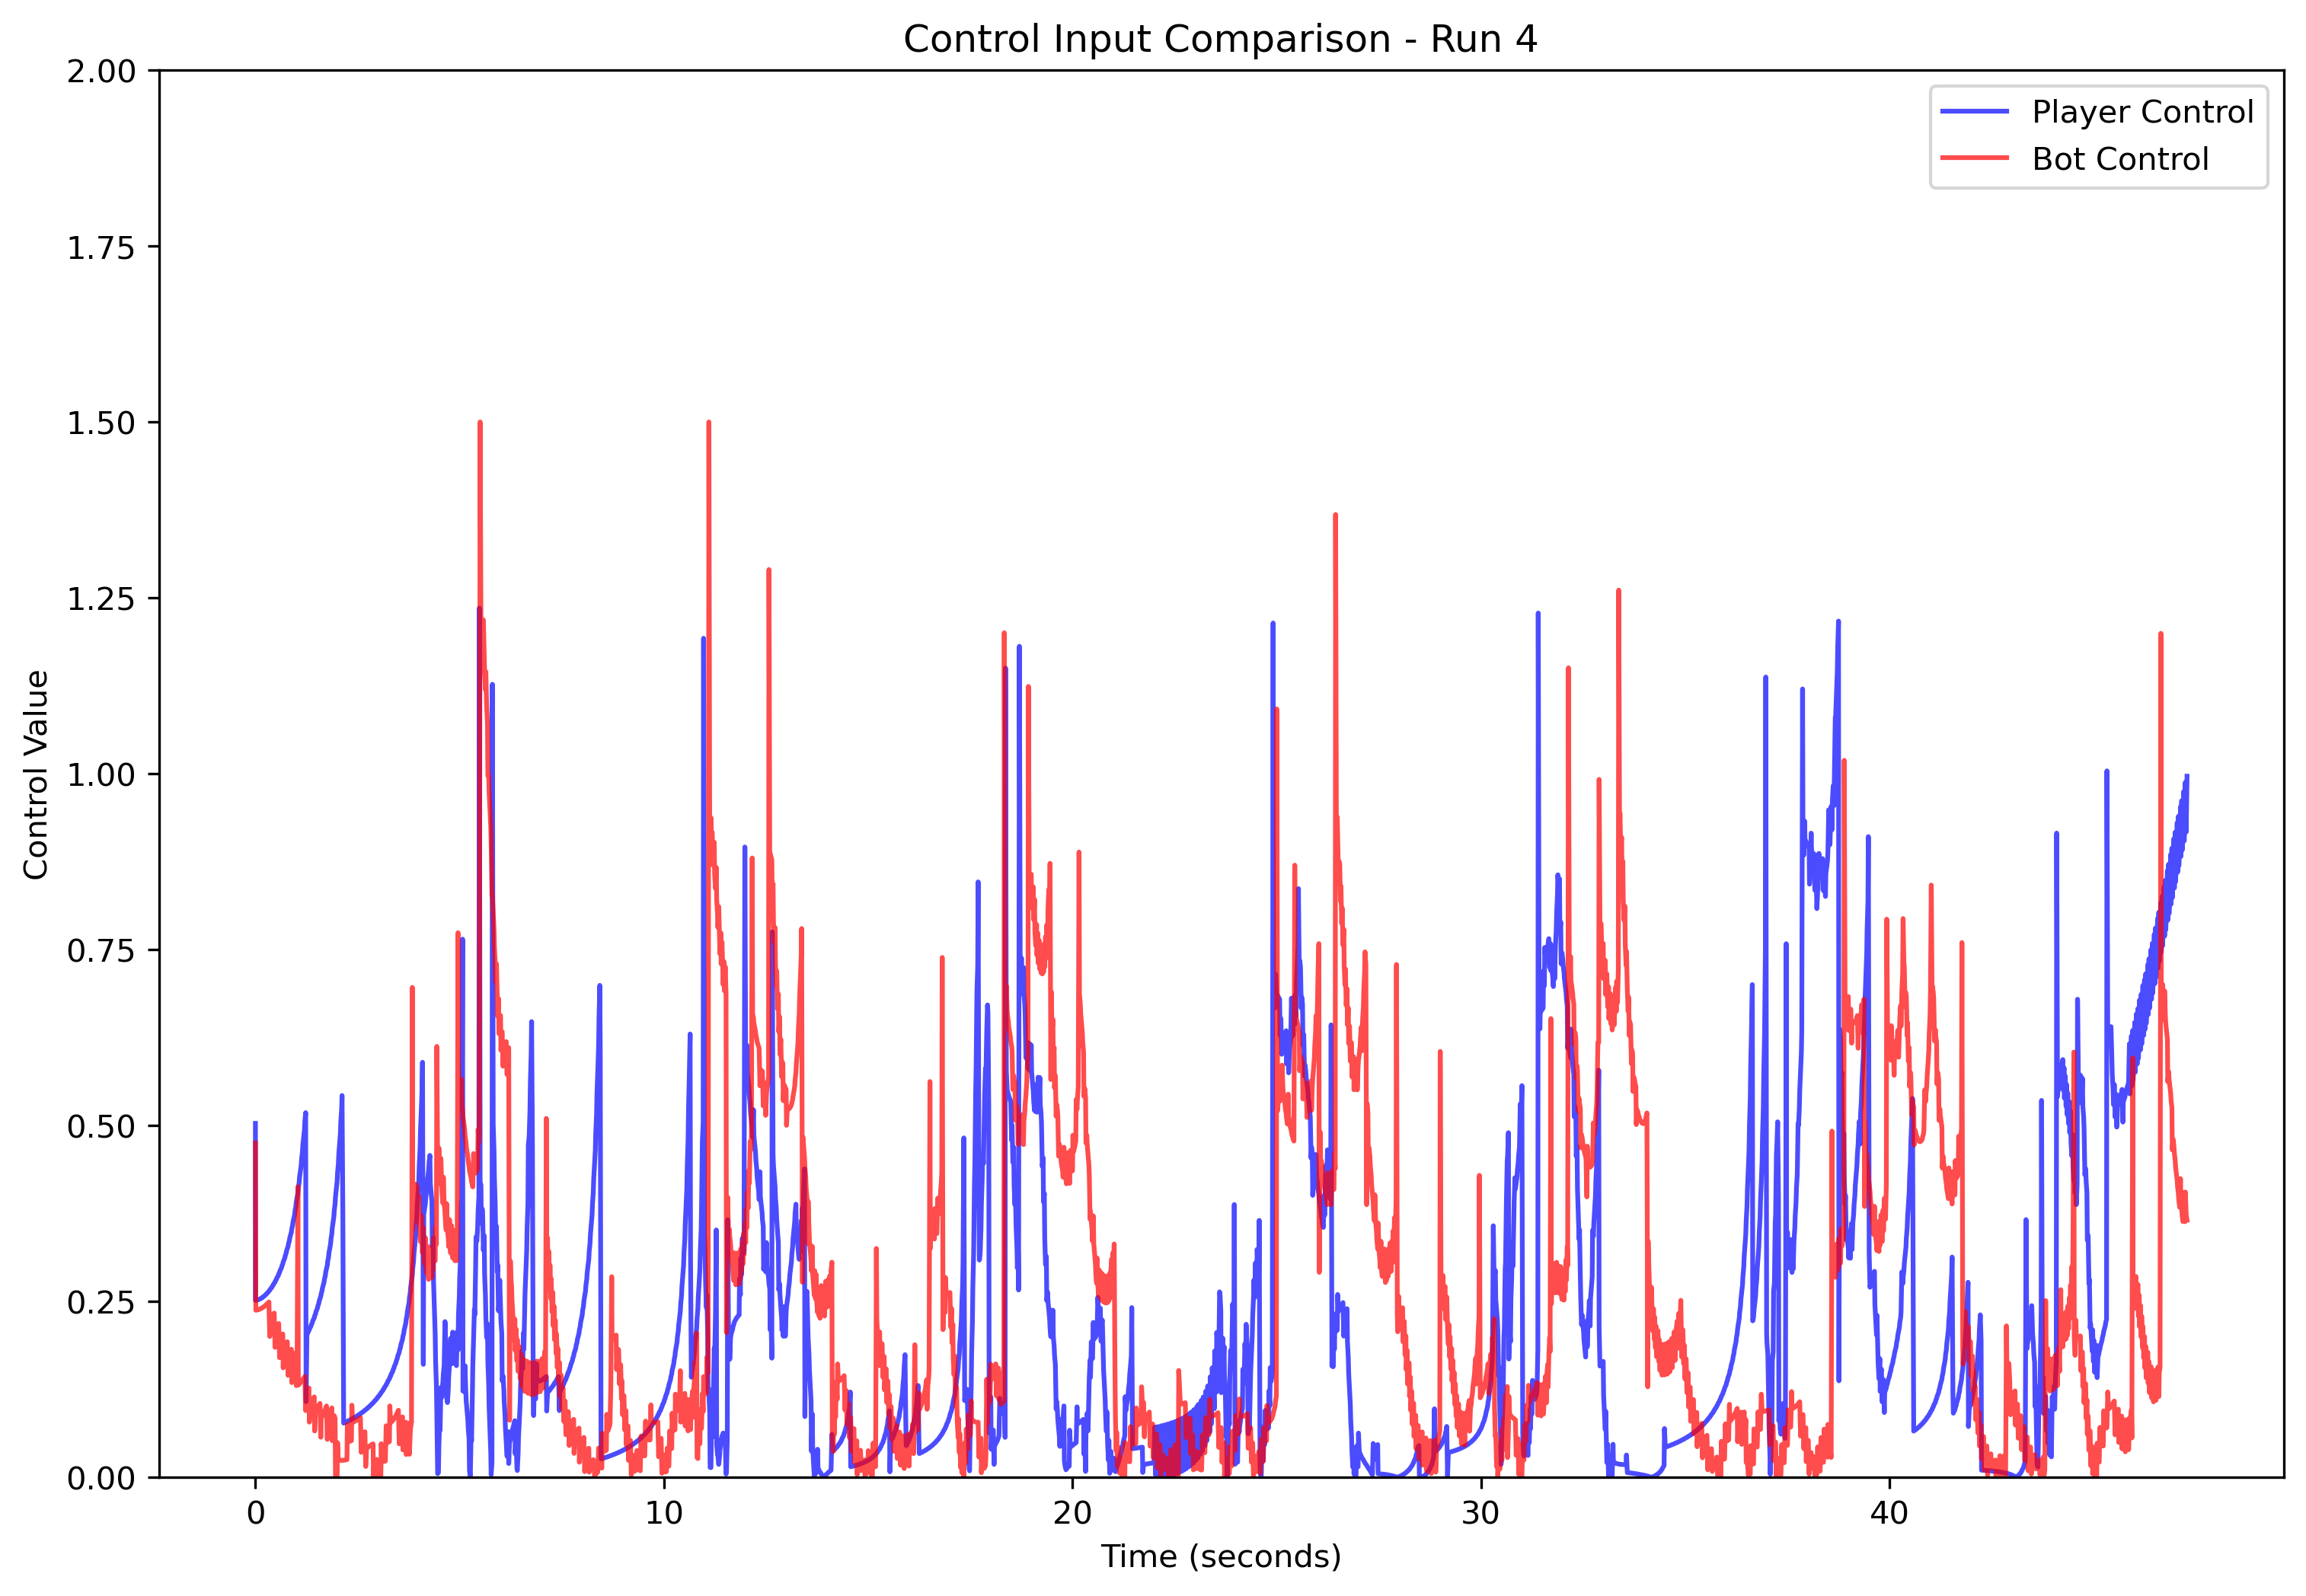 Control Input Comparison - Run 4
Player Control
Bot Control
Control Value
2.00
1.75
1.50
1.25
1.00
0.75
0.50
0.25
0.00
0
10
20
30
40
Time (seconds)